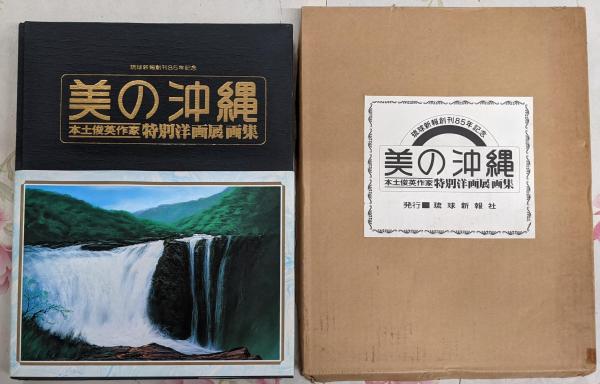 琉球新報創刊85年記念
美の沖縄
本土俊英作家 特別洋画展画集
琉球新報創刊85年記念
美の沖縄
本土俊英作家 特別洋画展画集
発行■琉球新報社